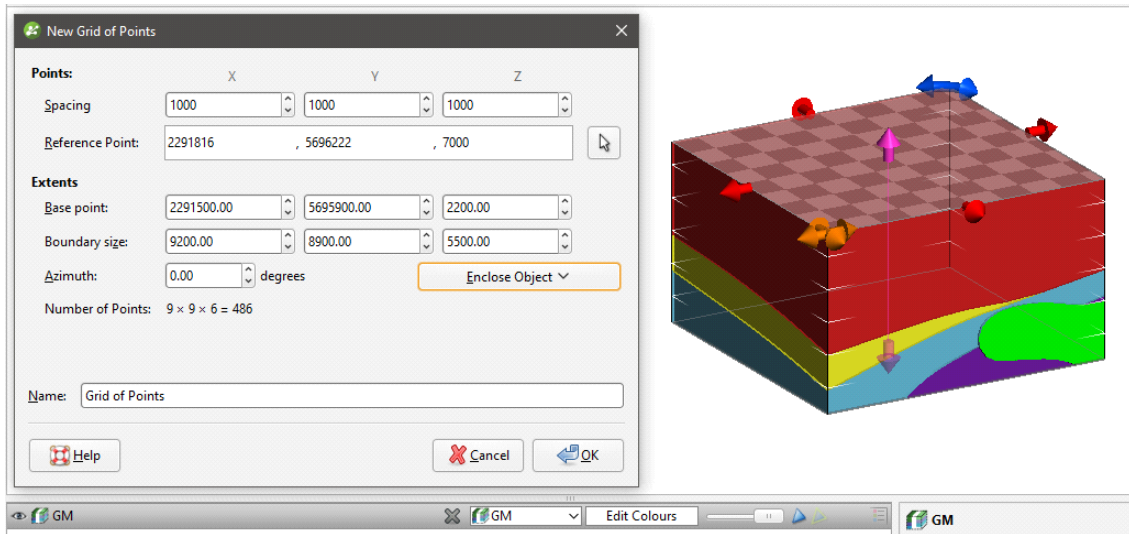 New Grid of Points
Points: X Y Z
Spacing 1000 1000 1000
Reference Point: 2291816 , 5696222 , 7000
Extents
Base point: 2291500.00 5695900.00 2200.00
Boundary size: 9200.00 8900.00 5500.00
Azimuth: 0.00 degrees Enclose Object
Number of Points: 9 × 9 × 6 = 486
Name: Grid of Points
Help Cancel OK
GM GM Edit Colours GM